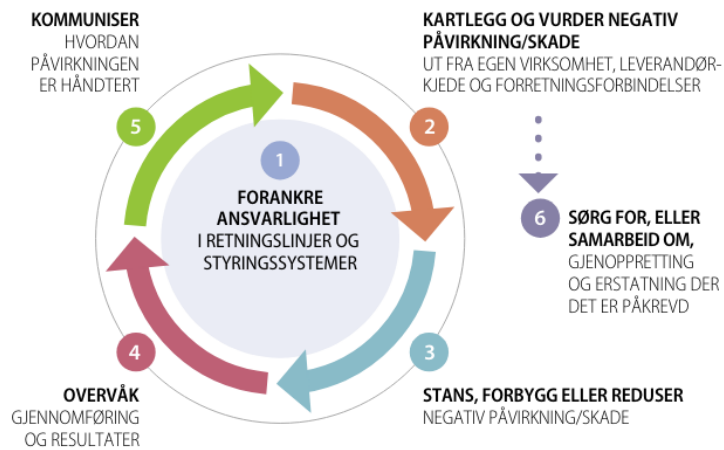 1
FORANKRE
ANSVARLIGHET
I RETNINGSLINJER OG
STYRINGSSYSTEMER
2
KARTLEGG OG VURDER NEGATIV
PÅVIRKNING/SKADE
UT FRA EGEN VIRKSOMHET, LEVERANDØR-
KJEDE OG FORRETNINGSFORBINDELSER
3
STANS, FORBYGG ELLER REDUSER
NEGATIV PÅVIRKNING/SKADE
4
OVERVÅK
GJENNOMFØRING
OG RESULTATER
5
KOMMUNISER
HVORDAN
PÅVIRKNINGEN
ER HÅNDTERT
6
SØRG FOR, ELLER
SAMARBEID OM,
GJENOPPRETTING
OG ERSTATNING DER
DET ER PÅKREVD